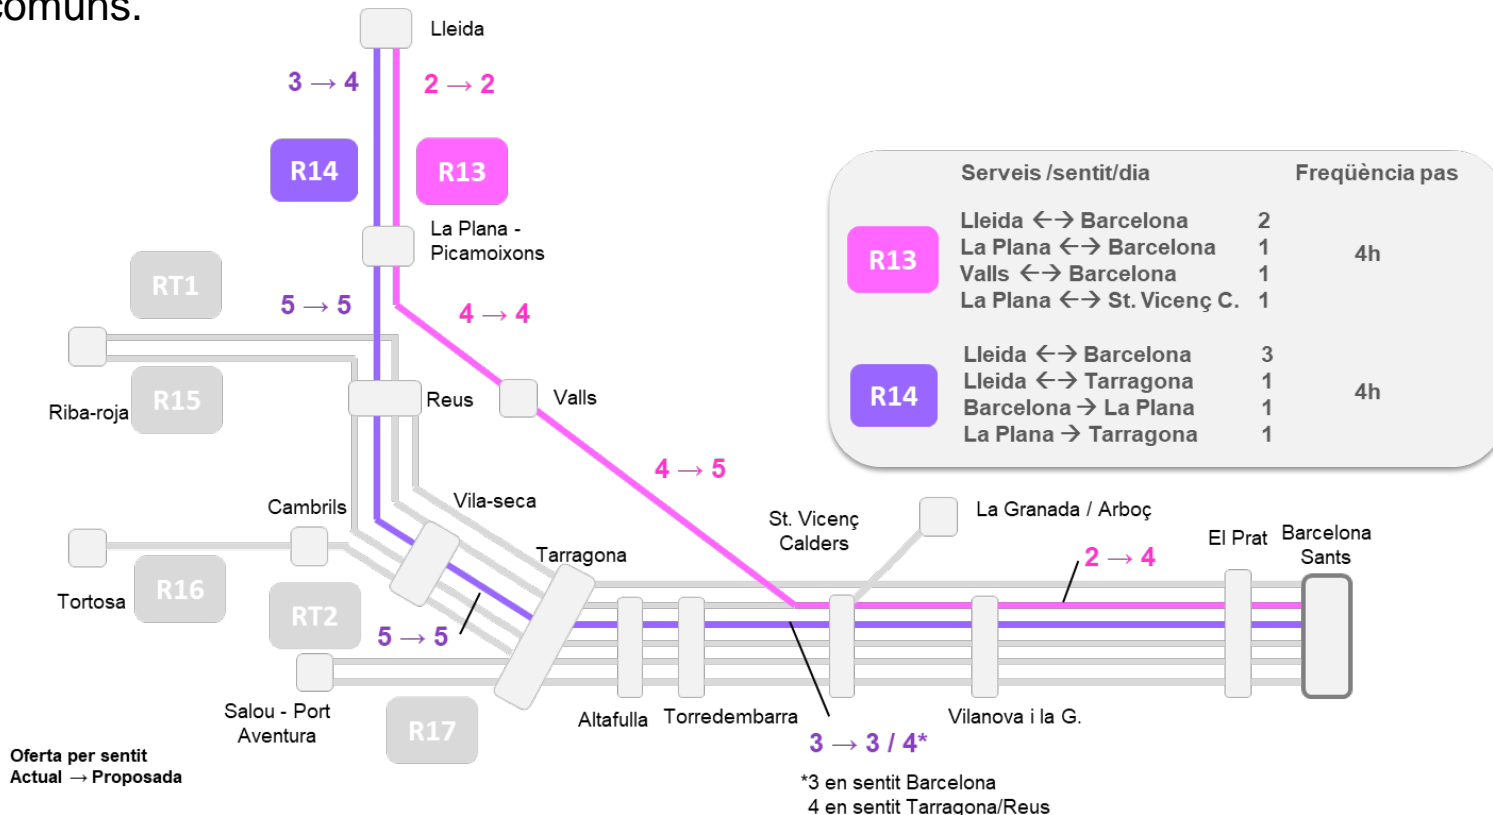 comuns.
Lleida
3 → 4
2 → 2
R14
R13
La Plana -
Picamoixons
RT1
5 → 5
4 → 4
Riba-roja
R15
Reus
Valls
4 → 5
Cambrils
Vila-seca
Tarragona
St. Vicenç
Calders
La Granada / Arboç
El Prat
Barcelona
Sants
2 → 4
Tortosa
R16
RT2
5 → 5
Salou - Port
Aventura
R17
Altafulla
Torredembarra
Vilanova i la G.
3 → 3 / 4*
*3 en sentit Barcelona
4 en sentit Tarragona/Reus
Oferta per sentit
Actual → Proposada
Serveis /sentit/dia Freqüència pas
R13
Lleida ←→ Barcelona 2
La Plana ←→ Barcelona 1
Valls ←→ Barcelona 1
La Plana ←→ St. Vicenç C. 1
4h
R14
Lleida ←→ Barcelona 3
Lleida ←→ Tarragona 1
Barcelona → La Plana 1
La Plana → Tarragona 1
4h